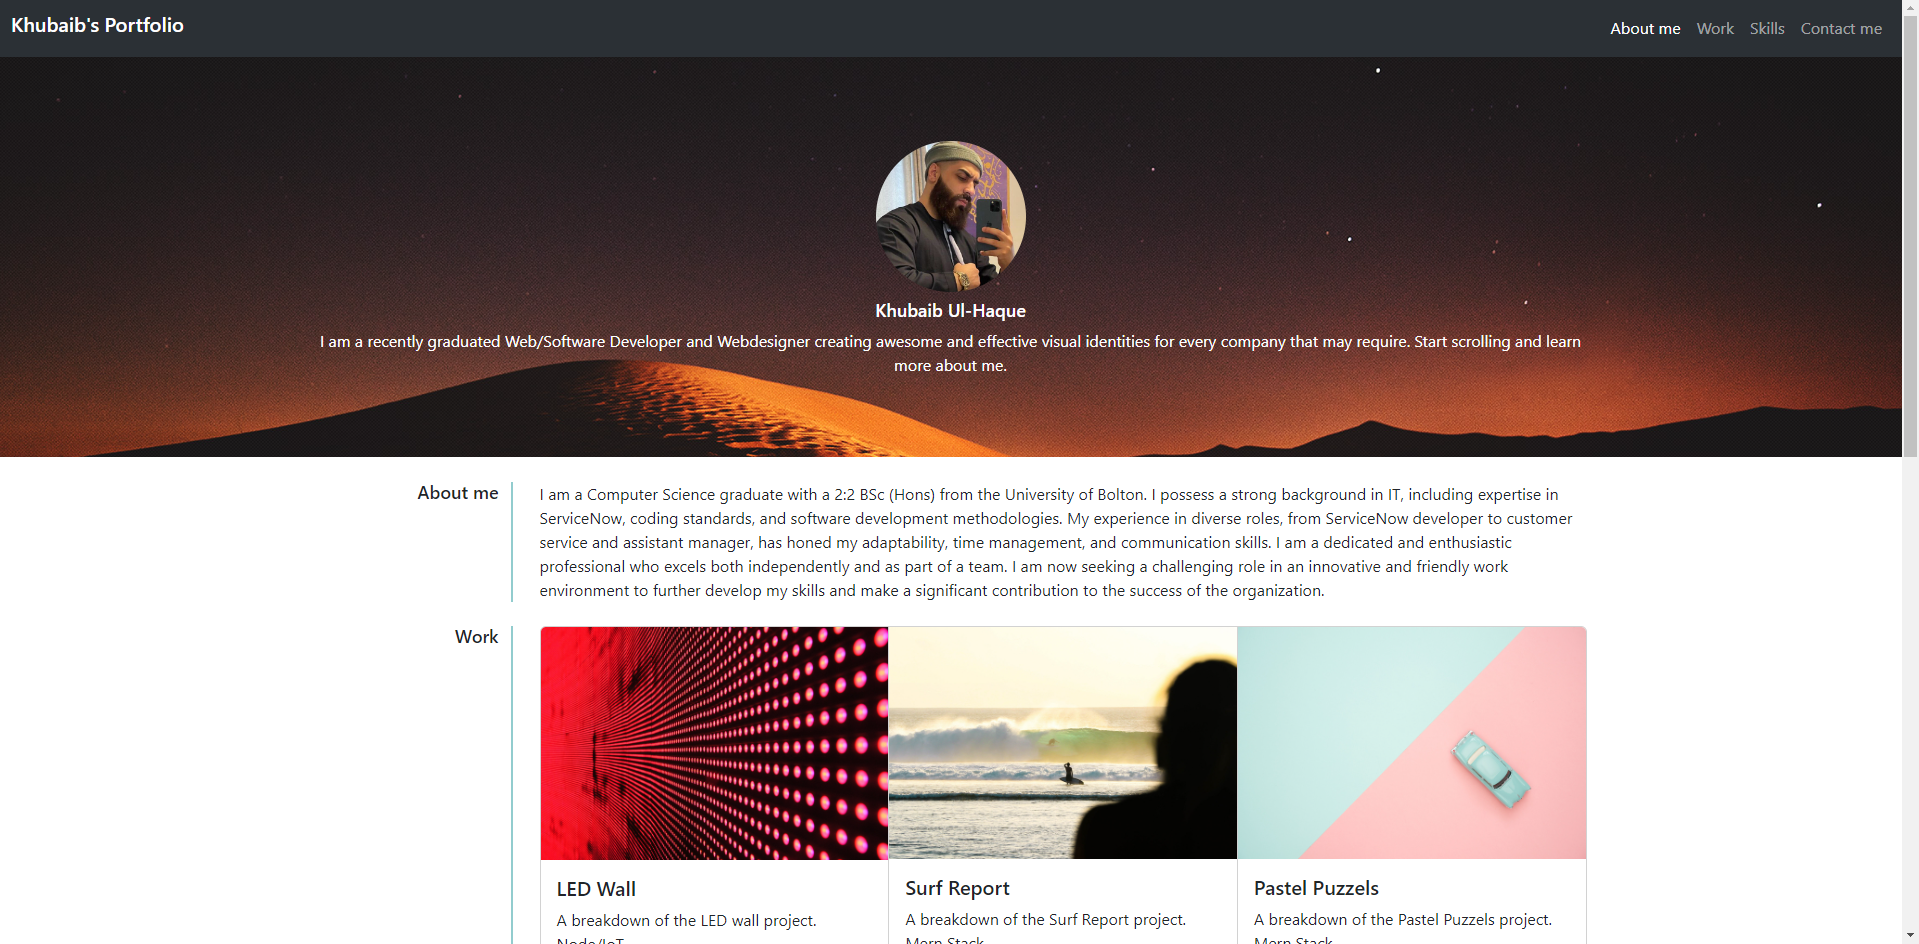 Khubaib's Portfolio
About me Work Skills Contact me
Khubaib Ul-Haque
I am a recently graduated Web/Software Developer and Webdesigner creating awesome and effective visual identities for every company that may require. Start scrolling and learn
more about me.
About me
I am a Computer Science graduate with a 2:2 BSc (Hons) from the University of Bolton. I possess a strong background in IT, including expertise in
ServiceNow, coding standards, and software development methodologies. My experience in diverse roles, from ServiceNow developer to customer
service and assistant manager, has honed my adaptability, time management, and communication skills. I am a dedicated and enthusiastic
professional who excels both independently and as part of a team. I am now seeking a challenging role in an innovative and friendly work
environment to further develop my skills and make a significant contribution to the success of the organization.
Work
LED Wall
A breakdown of the LED wall project.
Node/IoT
Surf Report
A breakdown of the Surf Report project.
Mern Stack
Pastel Puzzels
A breakdown of the Pastel Puzzels project.
Mern Stack